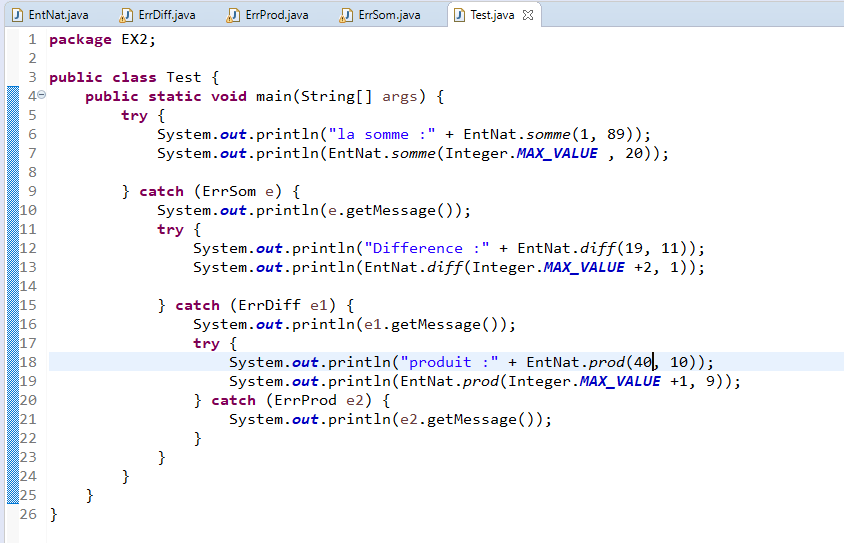 EntNat.java ErrDiff.java ErrProd.java ErrSom.java Test.java
1 package EX2;
2
3 public class Test {
4 public static void main(String[] args) {
5 try {
6 System.out.println("la somme :" + EntNat.somme(1, 89));
7 System.out.println(EntNat.somme(Integer.MAX_VALUE , 20));
8
9 } catch (ErrSom e) {
10 System.out.println(e.getMessage());
11 try {
12 System.out.println("Difference :" + EntNat.diff(19, 11));
13 System.out.println(EntNat.diff(Integer.MAX_VALUE +2, 1));
14
15 } catch (ErrDiff e1) {
16 System.out.println(e1.getMessage());
17 try {
18 System.out.println("produit :" + EntNat.prod(40, 10));
19 System.out.println(EntNat.prod(Integer.MAX_VALUE +1, 9));
20 } catch (ErrProd e2) {
21 System.out.println(e2.getMessage());
22 }
23 }
24 }
25 }
26 }